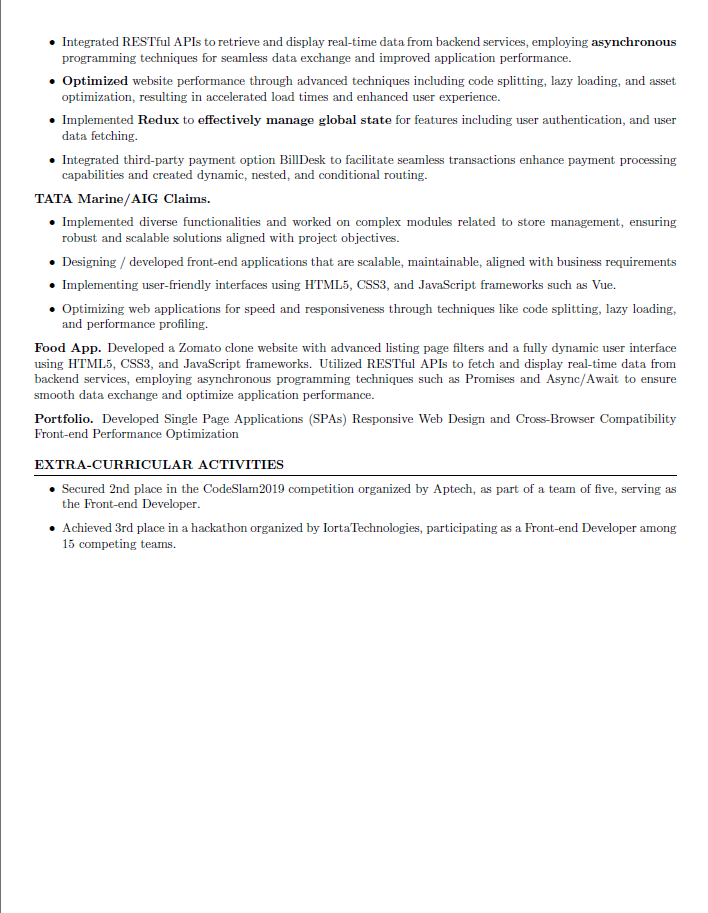 • Integrated RESTful APIs to retrieve and display real-time data from backend services, employing asynchronous
programming techniques for seamless data exchange and improved application performance.
• Optimized website performance through advanced techniques including code splitting, lazy loading, and asset
optimization, resulting in accelerated load times and enhanced user experience.
• Implemented Redux to effectively manage global state for features including user authentication, and user
data fetching.
• Integrated third-party payment option BillDesk to facilitate seamless transactions enhance payment processing
capabilities and created dynamic, nested, and conditional routing.
TATA Marine/AIG Claims.
• Implemented diverse functionalities and worked on complex modules related to store management, ensuring
robust and scalable solutions aligned with project objectives.
• Designing / developed front-end applications that are scalable, maintainable, aligned with business requirements
• Implementing user-friendly interfaces using HTML5, CSS3, and JavaScript frameworks such as Vue.
• Optimizing web applications for speed and responsiveness through techniques like code splitting, lazy loading,
and performance profiling.
Food App. Developed a Zomato clone website with advanced listing page filters and a fully dynamic user interface
using HTML5, CSS3, and JavaScript frameworks. Utilized RESTful APIs to fetch and display real-time data from
backend services, employing asynchronous programming techniques such as Promises and Async/Await to ensure
smooth data exchange and optimize application performance.
Portfolio. Developed Single Page Applications (SPAs) Responsive Web Design and Cross-Browser Compatibility
Front-end Performance Optimization
EXTRA-CURRICULAR ACTIVITIES
• Secured 2nd place in the CodeSlam2019 competition organized by Aptech, as part of a team of five, serving as
the Front-end Developer.
• Achieved 3rd place in a hackathon organized by IortaTechnologies, participating as a Front-end Developer among
15 competing teams.